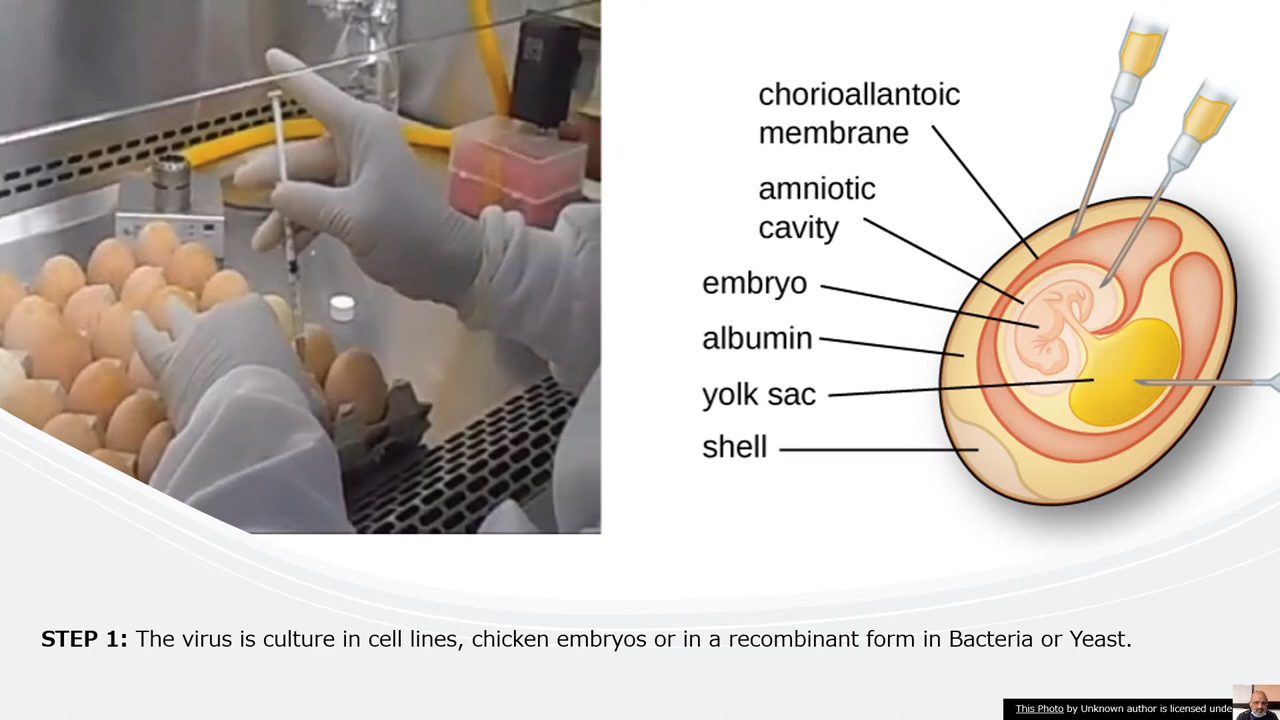 chorioallantoic
membrane
amniotic
cavity
embryo
albumin
yolk sac
shell
STEP 1: The virus is culture in cell lines, chicken embryos or in a recombinant form in Bacteria or Yeast.
This Photo by Unknown author is licensed unde